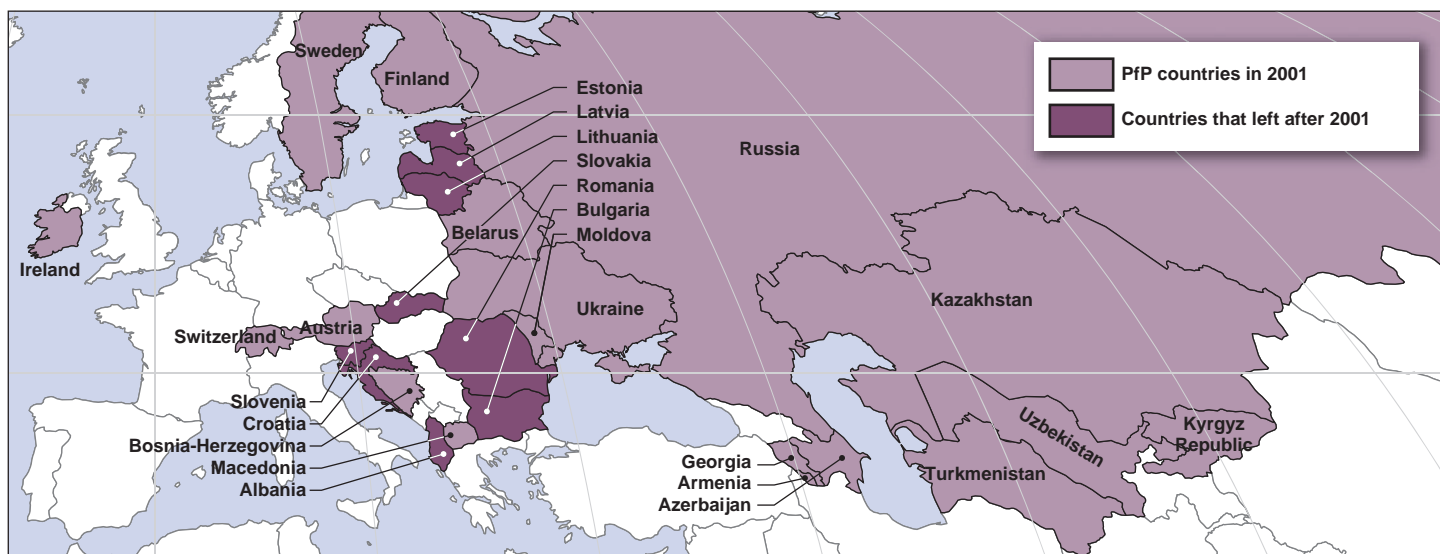 Sweden
Finland
PfP countries in 2001
Countries that left after 2001
Estonia
Latvia
Lithuania
Slovakia
Romania
Bulgaria
Moldova
Russia
Belarus
Ireland
Ukraine
Kazakhstan
Switzerland
Austria
Slovenia
Croatia
Bosnia-Herzegovina
Macedonia
Albania
Georgia
Armenia
Azerbaijan
Uzbekistan
Turkmenistan
Kyrgyz
Republic